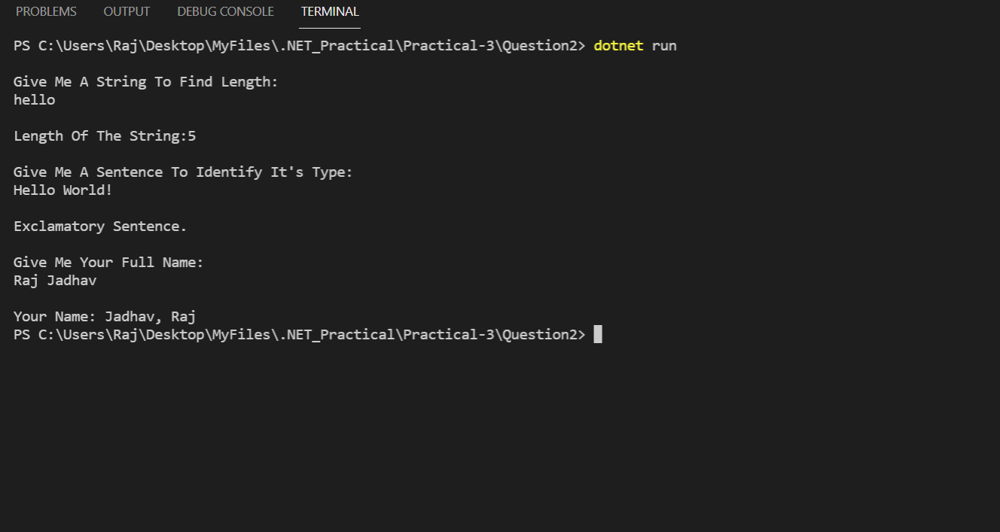 PROBLEMS OUTPUT DEBUG CONSOLE TERMINAL
PS C:\Users\Raj\Desktop\MyFiles\.NET_Practical\Practical-3\Question2> dotnet run
Give Me A String To Find Length:
hello
Length Of The String:5
Give Me A Sentence To Identify It's Type:
Hello World!
Exclamatory Sentence.
Give Me Your Full Name:
Raj Jadhav
Your Name: Jadhav, Raj
PS C:\Users\Raj\Desktop\MyFiles\.NET_Practical\Practical-3\Question2>